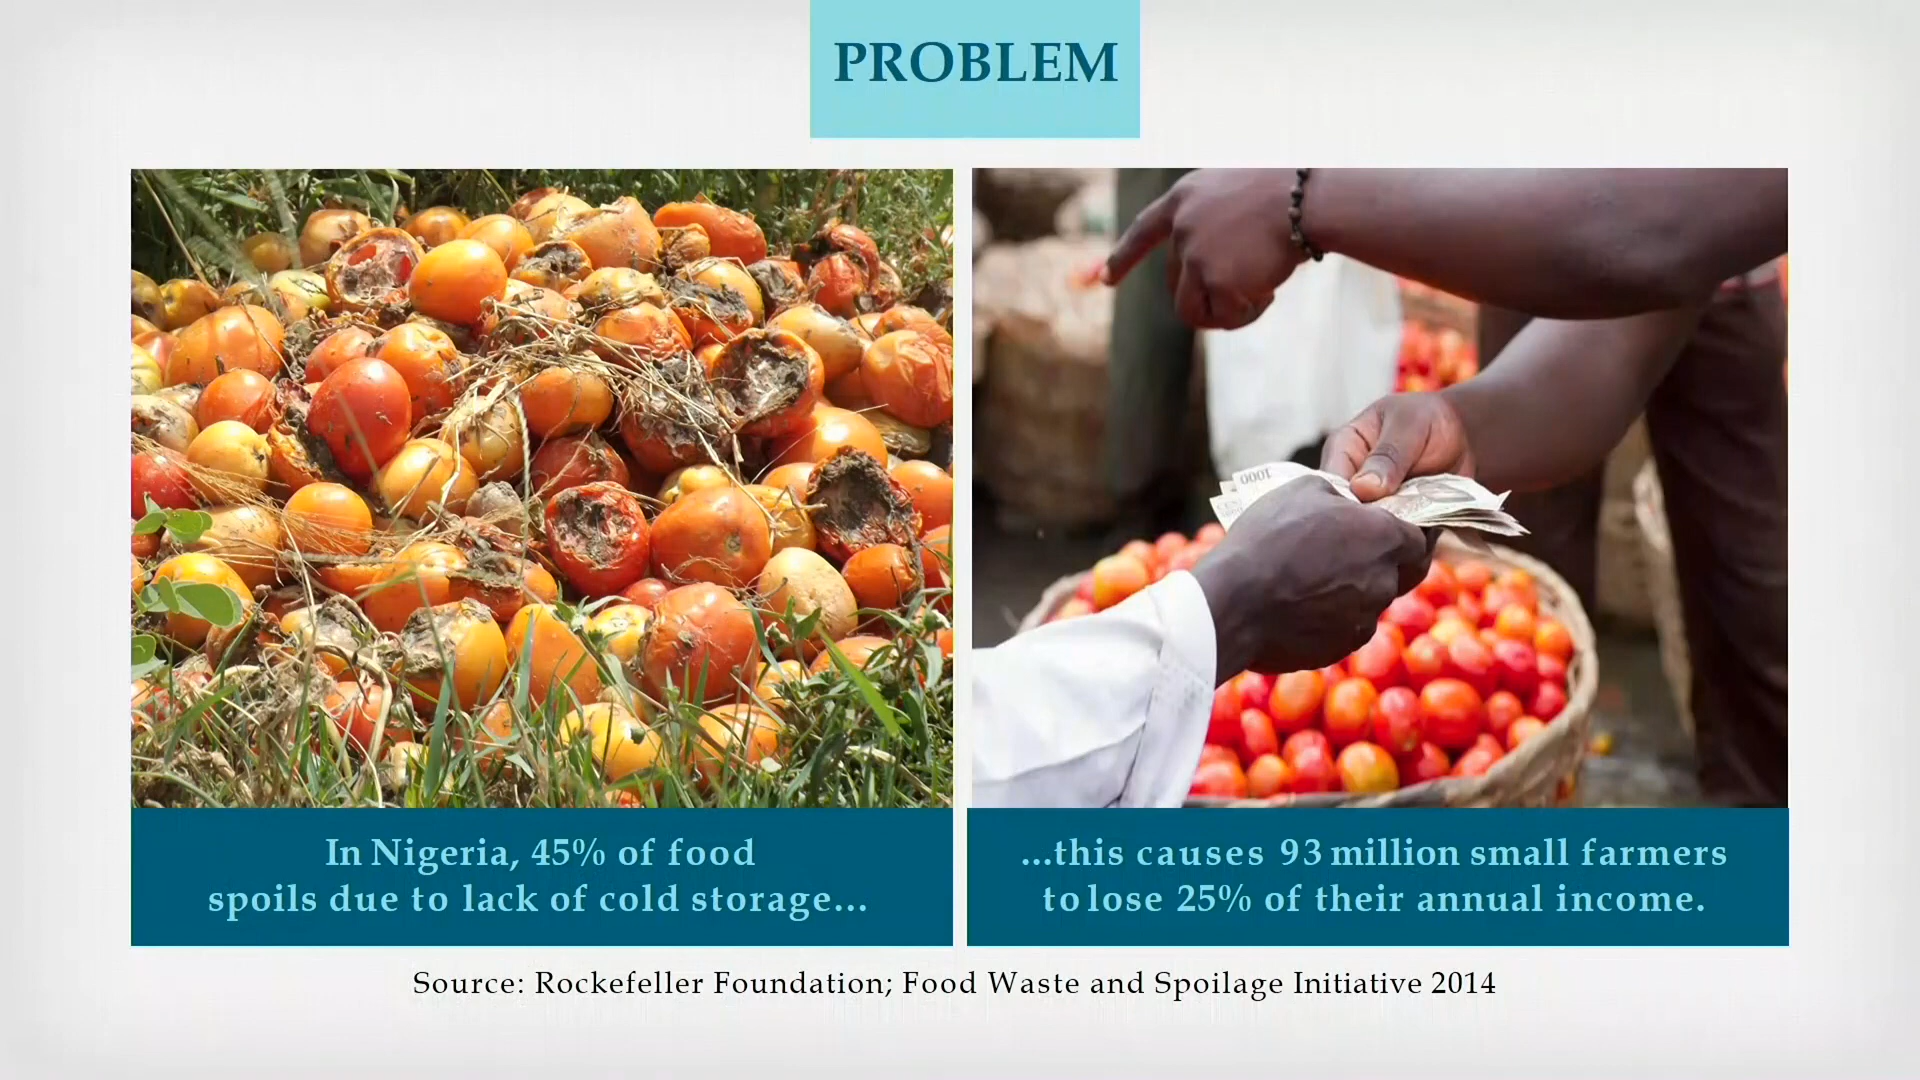 PROBLEM
1000
In Nigeria, 45% of food
spoils due to lack of cold storage...
...this causes 93 million small farmers
to lose 25% of their annual income.
Source: Rockefeller Foundation; Food Waste and Spoilage Initiative 2014